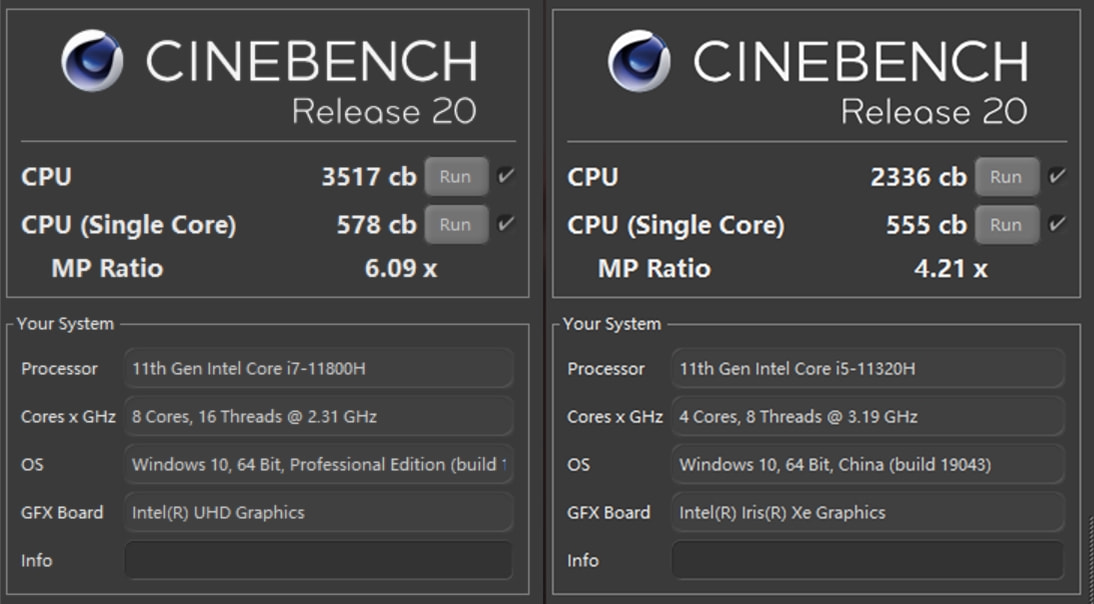 CINEBENCH
Release 20
CPU 3517 cb Run
CPU (Single Core) 578 cb Run
MP Ratio 6.09 x
Your System
Processor 11th Gen Intel Core i7-11800H
Cores x GHz 8 Cores, 16 Threads @ 2.31 GHz
OS Windows 10, 64 Bit, Professional Edition (build 1
GFX Board Intel(R) UHD Graphics
Info
CINEBENCH
Release 20
CPU 2336 cb Run
CPU (Single Core) 555 cb Run
MP Ratio 4.21 x
Your System
Processor 11th Gen Intel Core i5-11320H
Cores x GHz 4 Cores, 8 Threads @ 3.19 GHz
OS Windows 10, 64 Bit, China (build 19043)
GFX Board Intel(R) Iris(R) Xe Graphics
Info